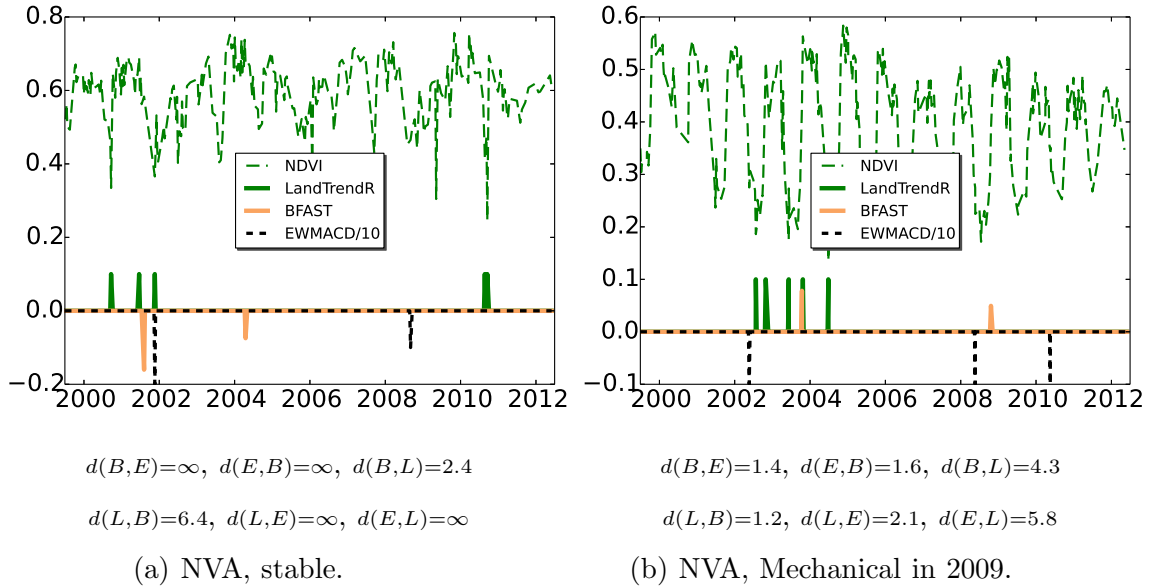 0.8
0.6
0.4
0.2
0.0
−0.2
2000 2002 2004 2006 2008 2010 2012
NDVI
LandTrendR
BFAST
EWMACD/10
0.6
0.5
0.4
0.3
0.2
0.1
0.0
−0.1
2000 2002 2004 2006 2008 2010 2012
NDVI
LandTrendR
BFAST
EWMACD/10
d(B,E)=∞, d(E,B)=∞, d(B,L)=2.4
d(L,B)=6.4, d(L,E)=∞, d(E,L)=∞
(a) NVA, stable.
d(B,E)=1.4, d(E,B)=1.6, d(B,L)=4.3
d(L,B)=1.2, d(L,E)=2.1, d(E,L)=5.8
(b) NVA, Mechanical in 2009.